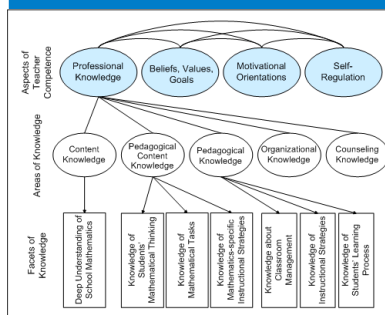 Aspects of
Teacher
Competence
Professional
Knowledge
Beliefs, Values,
Goals
Motivational
Orientations
Self-
Regulation
Areas of Knowledge
Content
Knowledge
Pedagogical
Content
Knowledge
Pedagogical
Knowledge
Organizational
Knowledge
Counseling
Knowledge
Facets of
Knowledge
Deep Understanding of
School Mathematics
Knowledge of
Students'
Mathematical Thinking
Knowledge of
Mathematical Tasks
Knowledge of
Mathematics-specific
Instructional Strategies
Knowledge about
Classroom
Management
Knowledge of
Instructional Strategies
Knowledge of
Students' Learning
Process